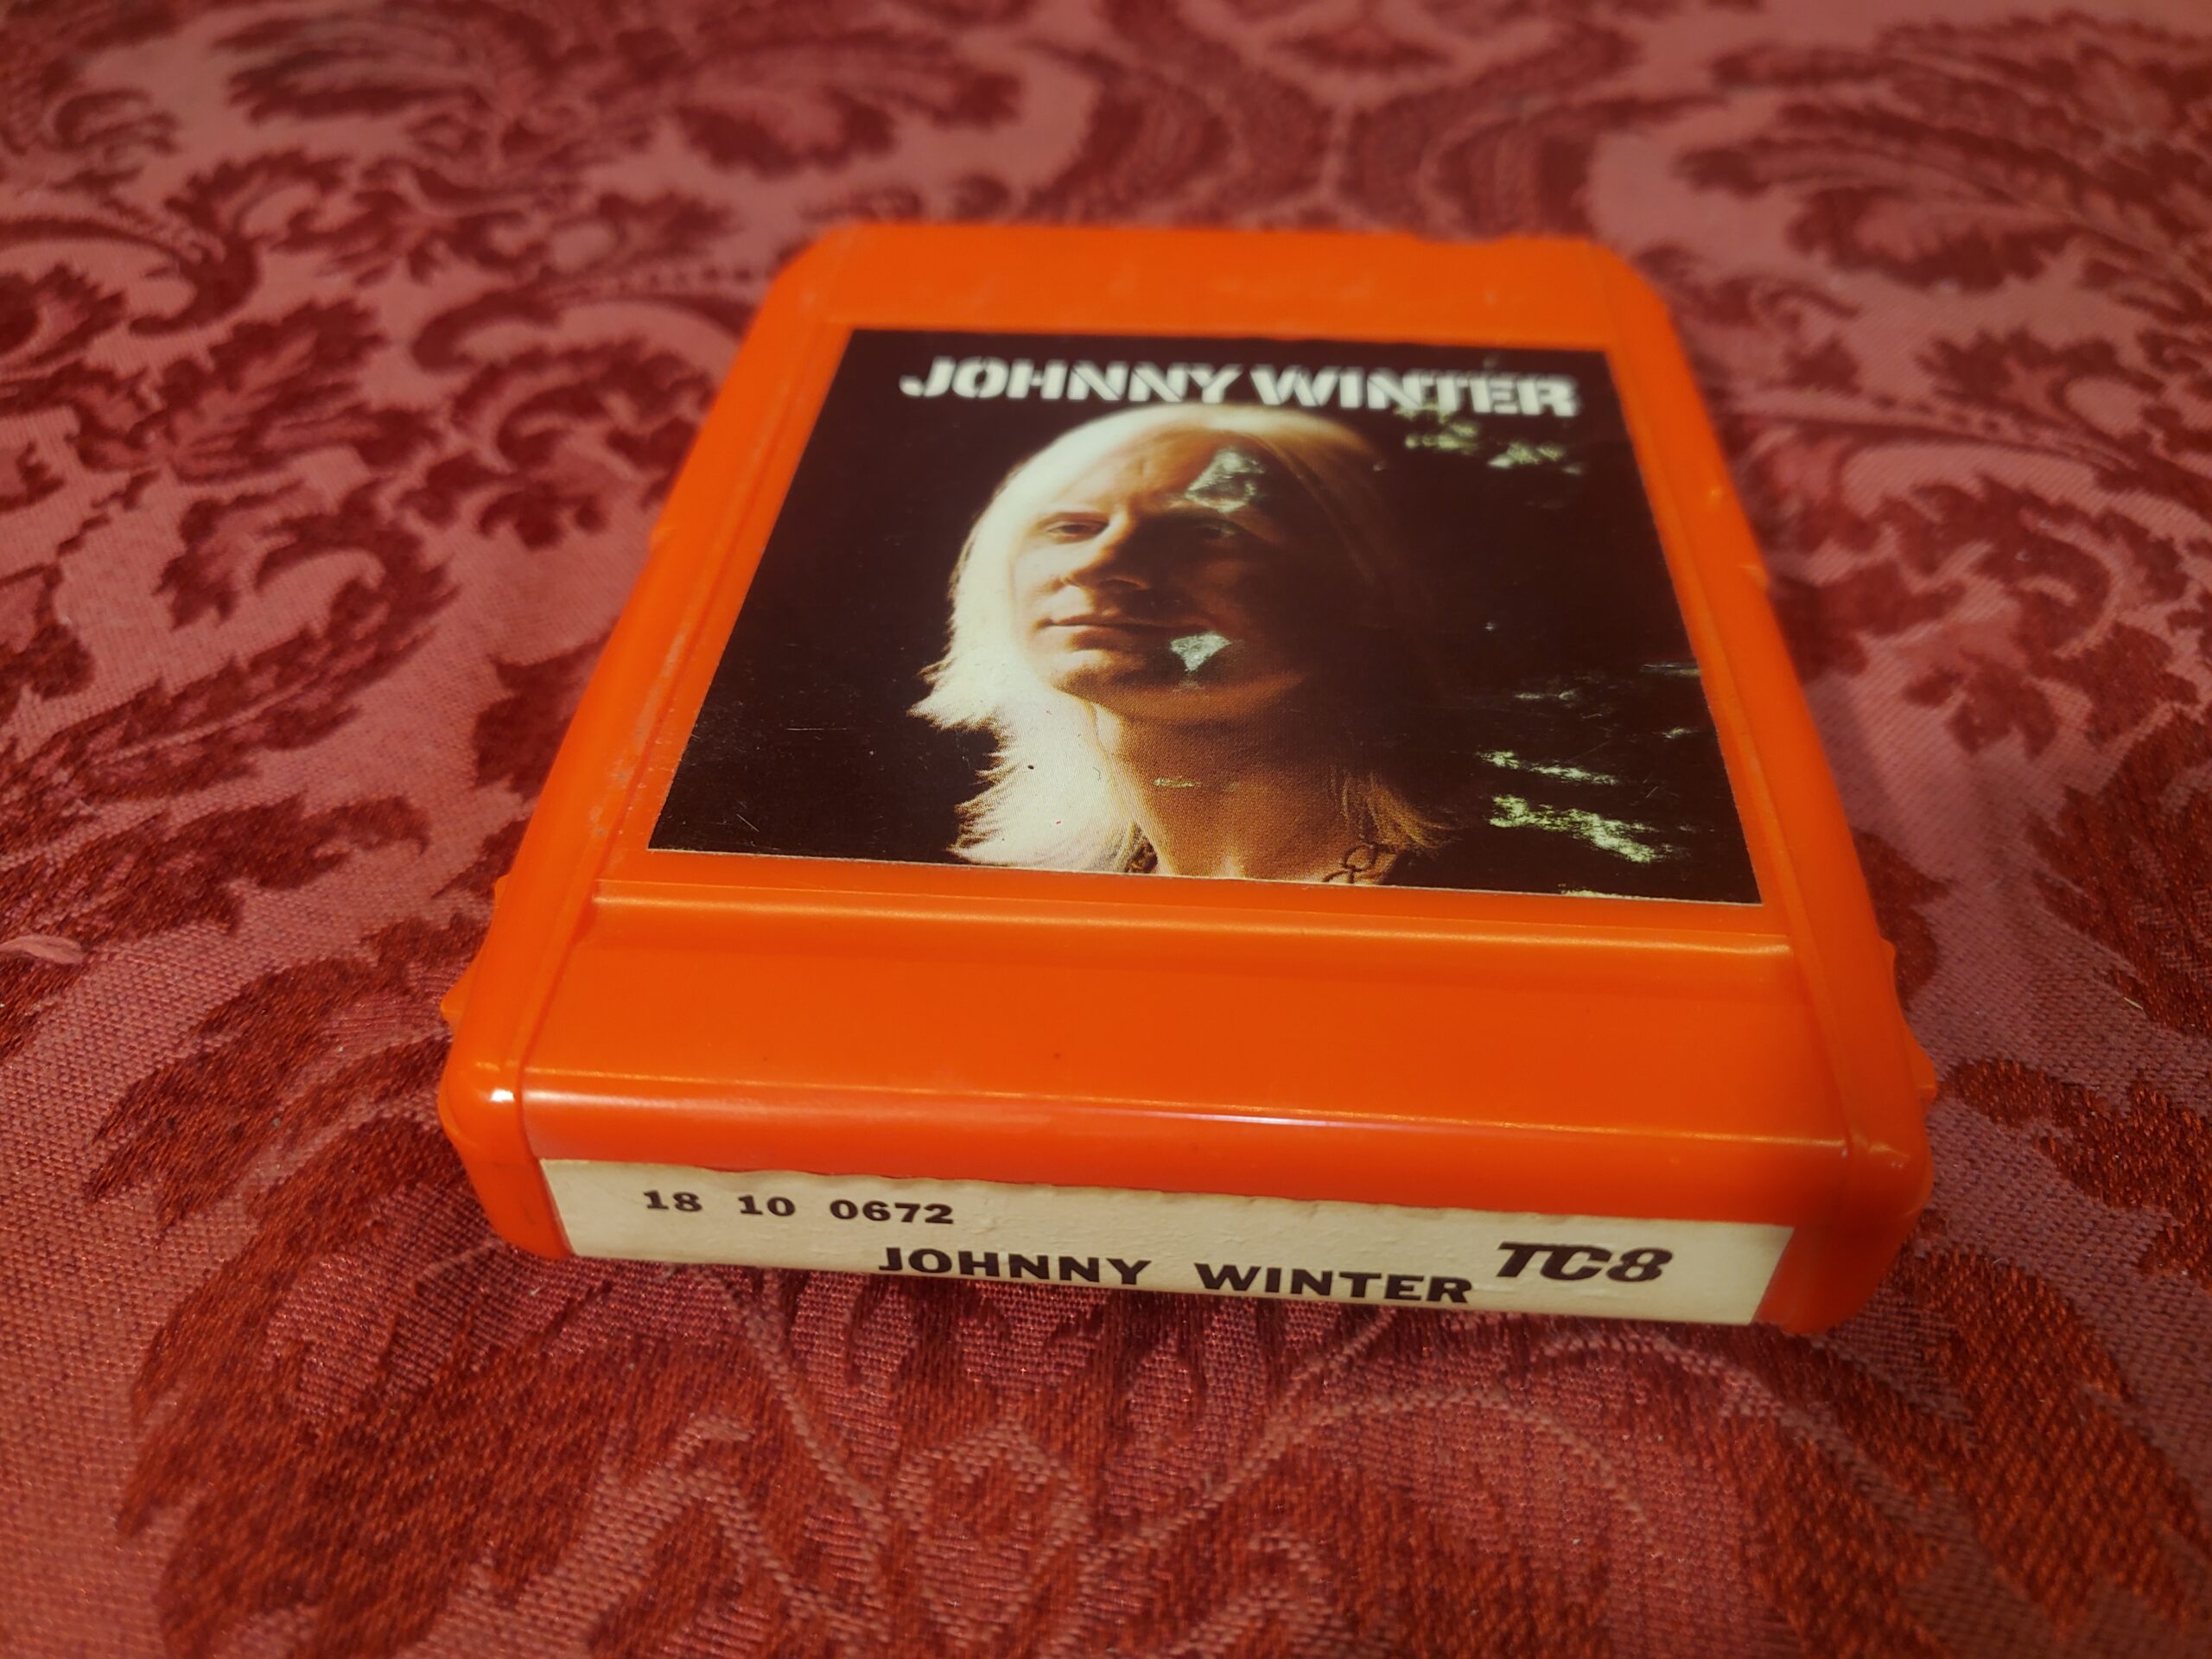 JOHNNY WINTER
18 10 0672
JOHNNY WINTER TC8